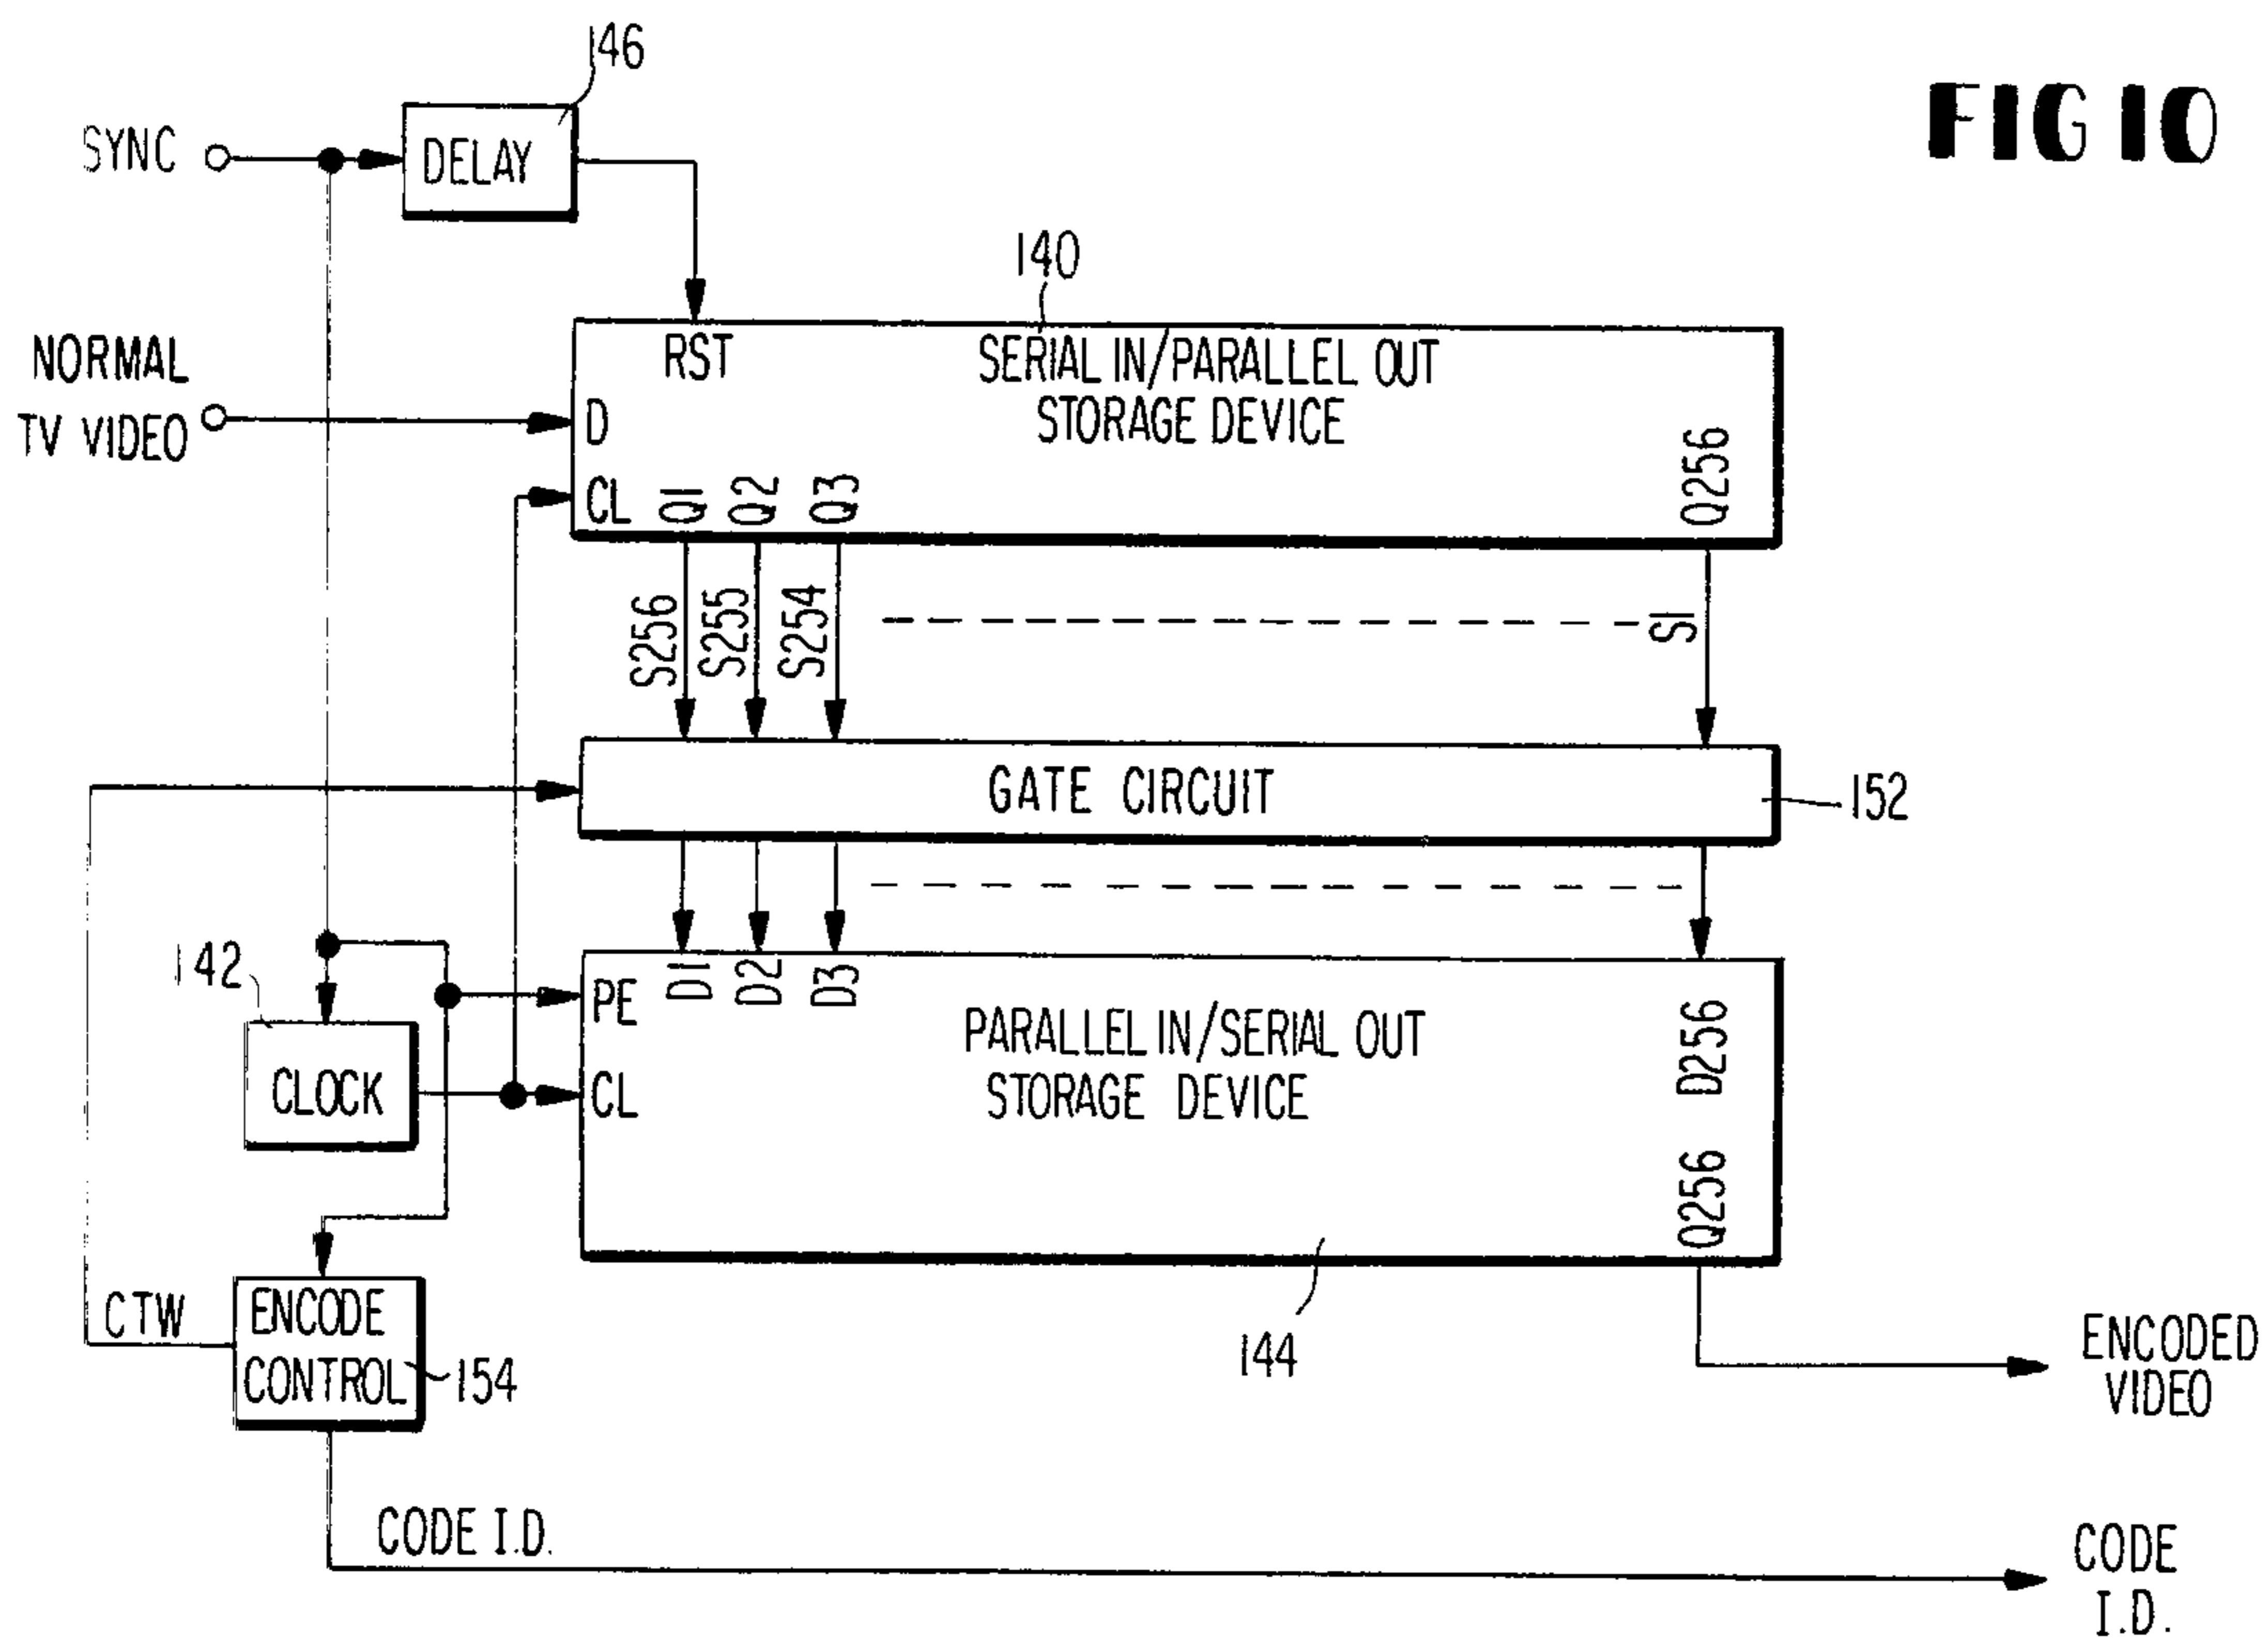 146
FIG 10
SYNC
DELAY
140
NORMAL
TV VIDEO
RST
SERIAL IN/PARALLEL OUT
STORAGE DEVICE
D
CL
Q1
Q2
Q3
Q256
S256
S255
S254
S1
GATE CIRCUIT
152
142
PE
D1
D2
D3
D256
CLOCK
CL
PARALLEL IN/SERIAL OUT
STORAGE DEVICE
Q256
CTW
ENCODE
CONTROL
154
144
ENCODED
VIDEO
CODE I.D.
CODE
I.D.